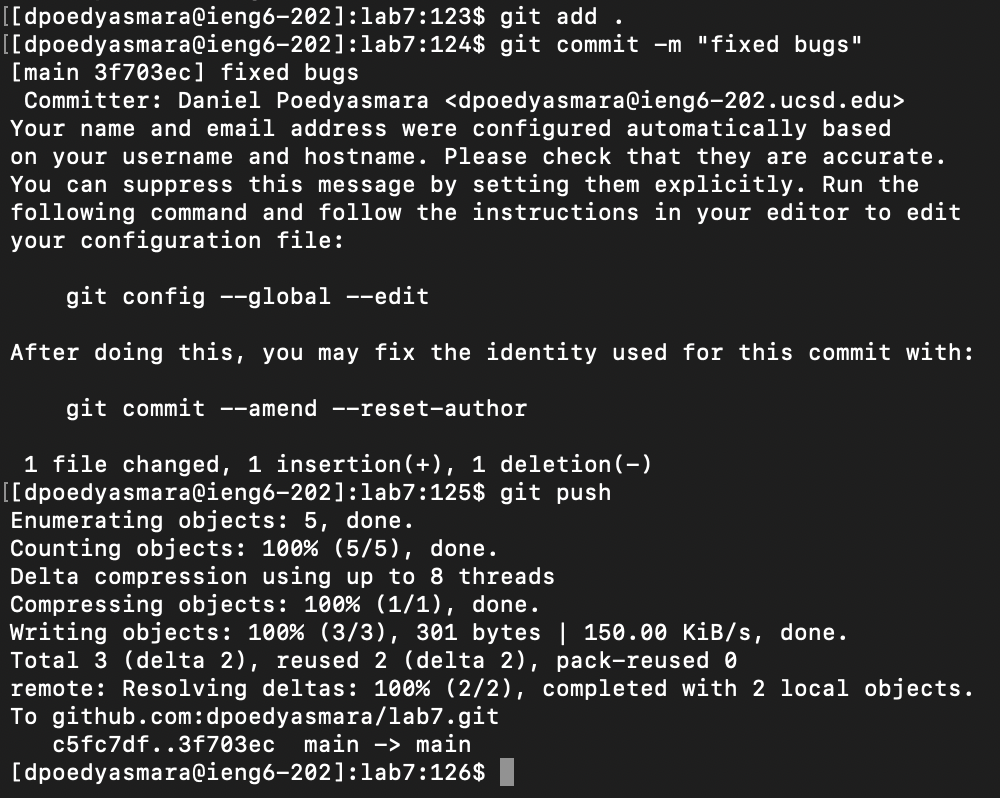 [[dpoedyasmara@ieng6-202]:lab7:123$ git add .
[[dpoedyasmara@ieng6-202]:lab7:124$ git commit -m "fixed bugs"
[main 3f703ec] fixed bugs
 Committer: Daniel Poedyasmara <dpoedyasmara@ieng6-202.ucsd.edu>
Your name and email address were configured automatically based
on your username and hostname. Please check that they are accurate.
You can suppress this message by setting them explicitly. Run the
following command and follow the instructions in your editor to edit
your configuration file:

    git config --global --edit

After doing this, you may fix the identity used for this commit with:

    git commit --amend --reset-author

 1 file changed, 1 insertion(+), 1 deletion(-)
[[dpoedyasmara@ieng6-202]:lab7:125$ git push
Enumerating objects: 5, done.
Counting objects: 100% (5/5), done.
Delta compression using up to 8 threads
Compressing objects: 100% (1/1), done.
Writing objects: 100% (3/3), 301 bytes | 150.00 KiB/s, done.
Total 3 (delta 2), reused 2 (delta 2), pack-reused 0
remote: Resolving deltas: 100% (2/2), completed with 2 local objects.
To github.com:dpoedyasmara/lab7.git
   c5fc7df..3f703ec  main -> main
[dpoedyasmara@ieng6-202]:lab7:126$